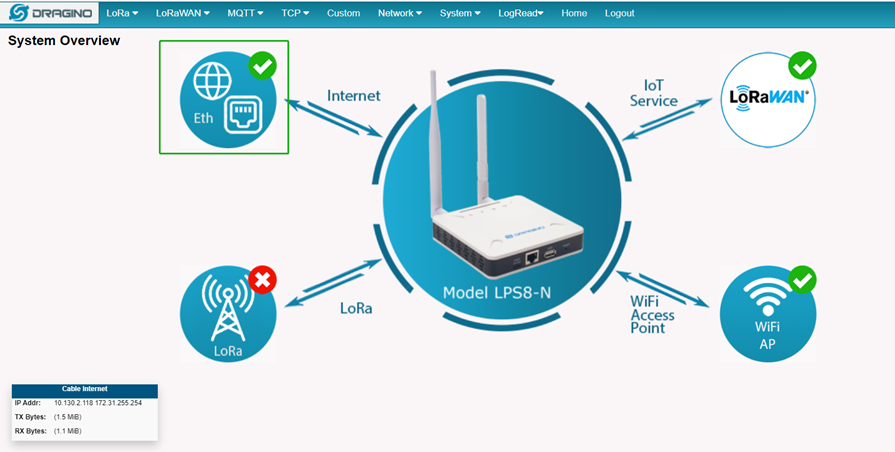 DRAGINO LoRa LoRaWAN MQTT TCP Custom Network System LogRead Home Logout
System Overview
Eth
Internet
IoT
Service
LoRaWAN®
DRAGINO
Model LPS8-N
LoRa
LoRa
WiFi
Access
Point
WiFi
AP
Cable Internet
IP Addr: 10.130.2.118 172.31.255.254
TX Bytes: (1.5 MiB)
RX Bytes: (1.1 MiB)